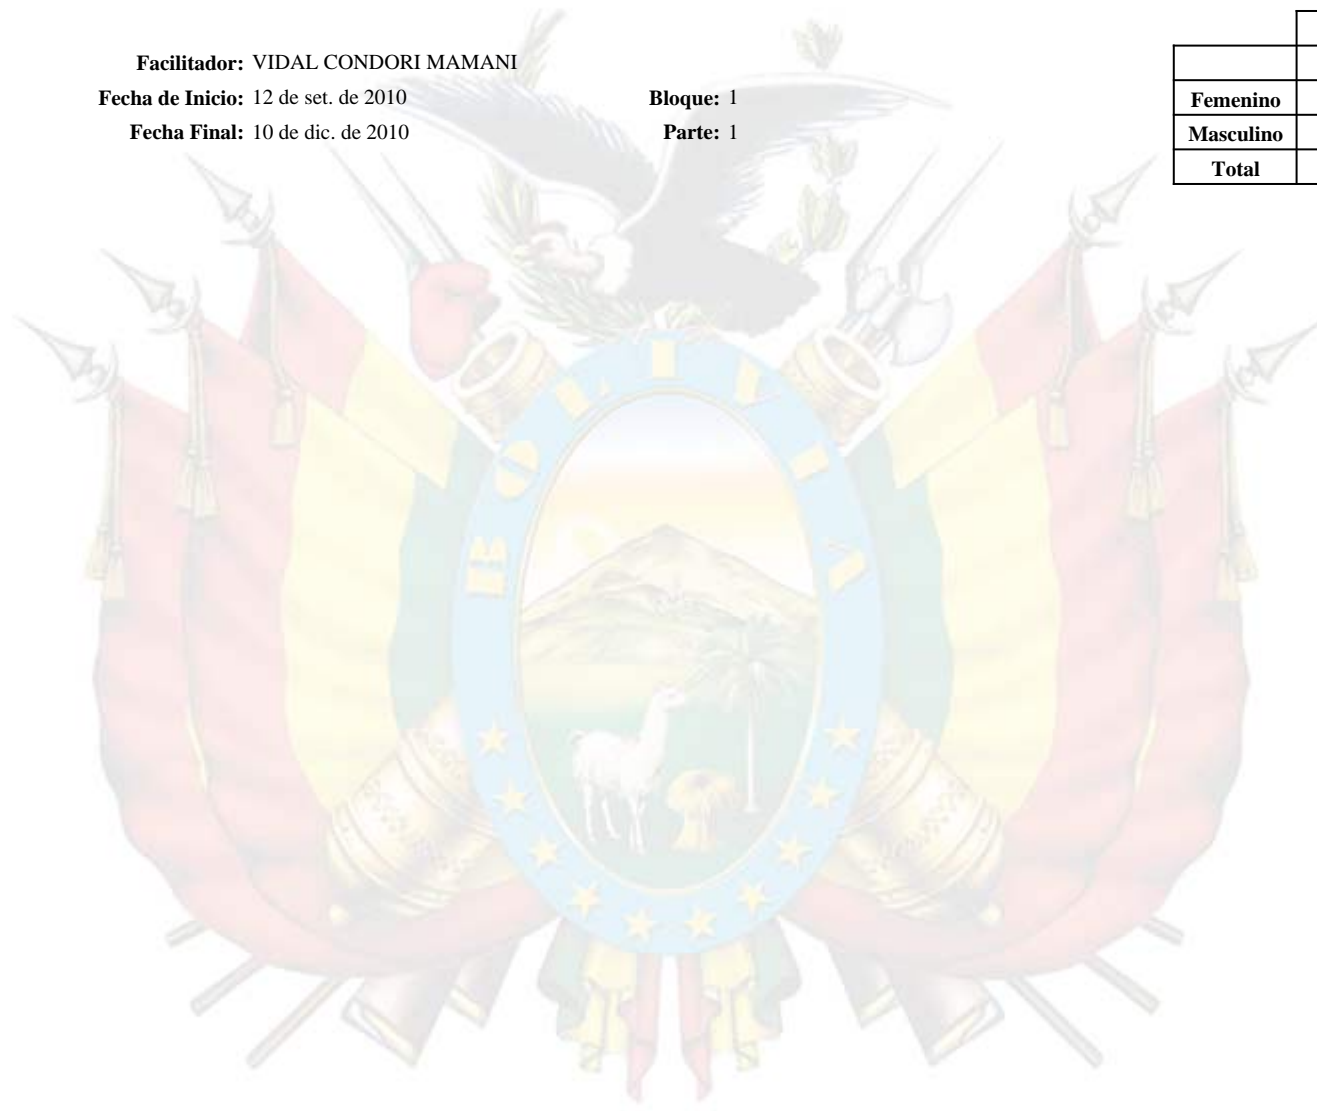 Facilitador: VIDAL CONDORI MAMANI
Fecha de Inicio: 12 de set. de 2010 Bloque: 1
Fecha Final: 10 de dic. de 2010 Parte: 1
Femenino
Masculino
Total
BOLIVIA